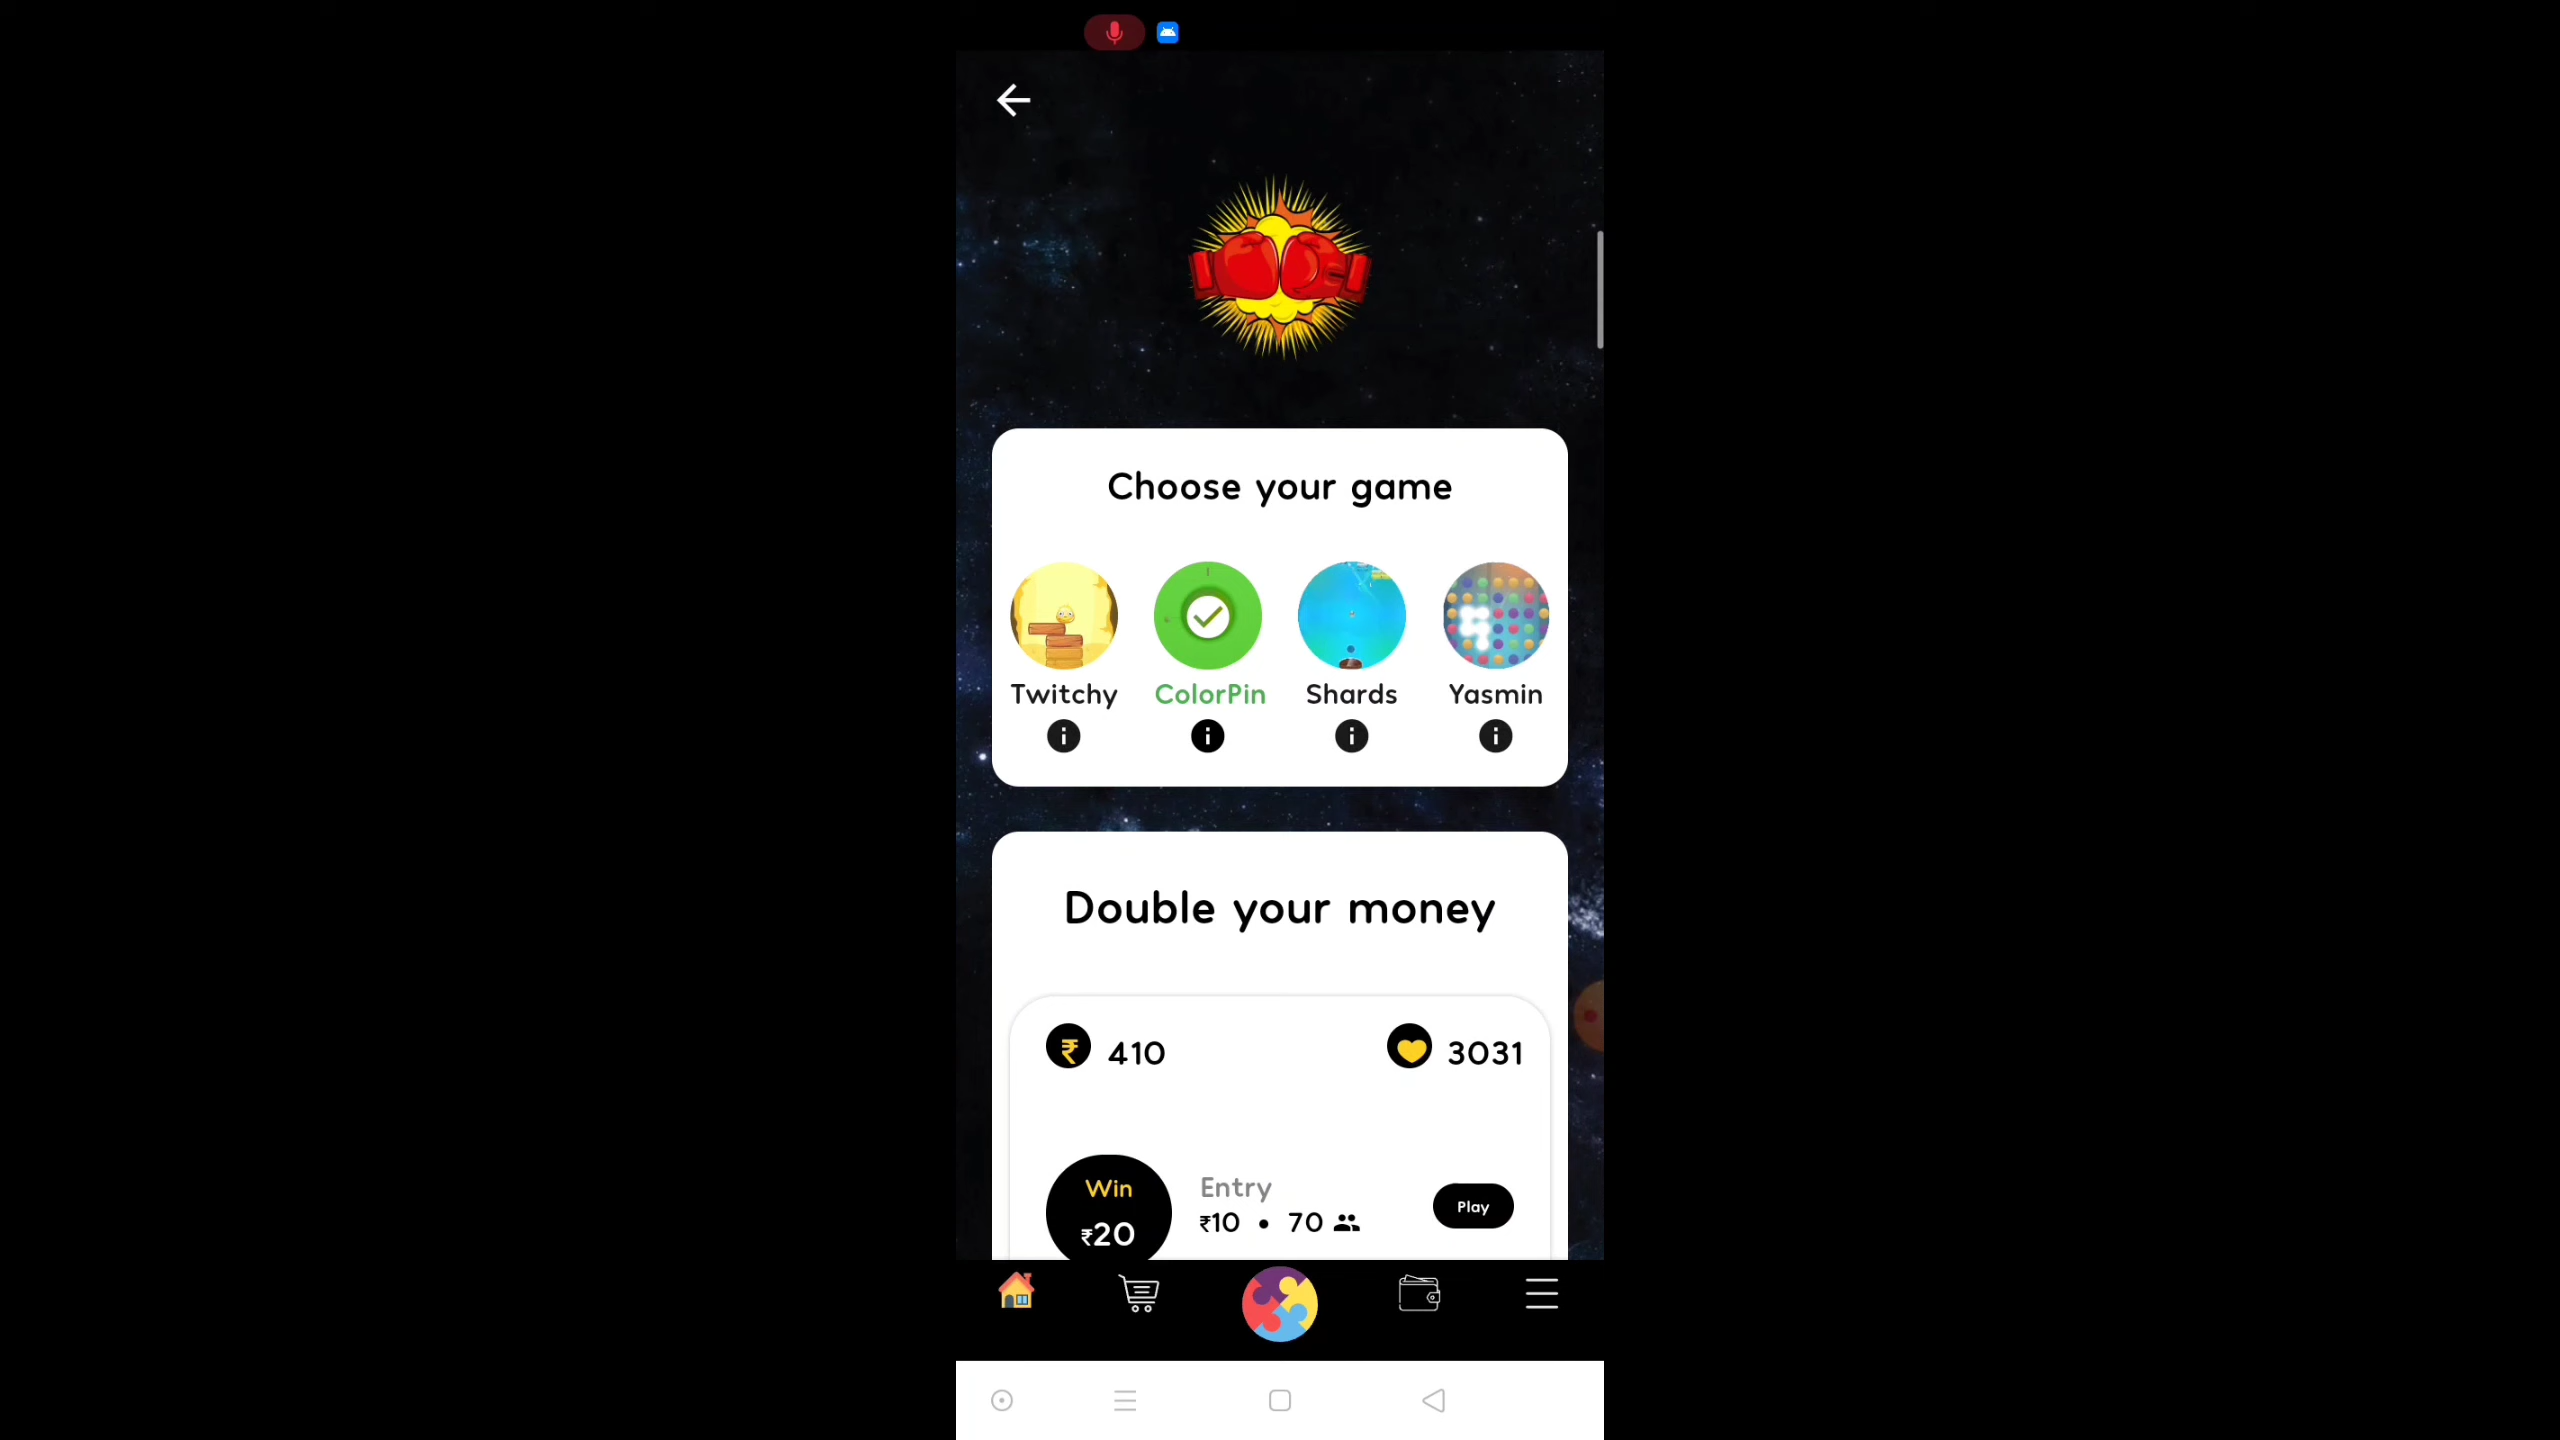 Choose your game
Twitchy ColorPin Shards Yasmin
Double your money
₹ 410 3031
Win
₹20
Entry
₹10 • 70
Play